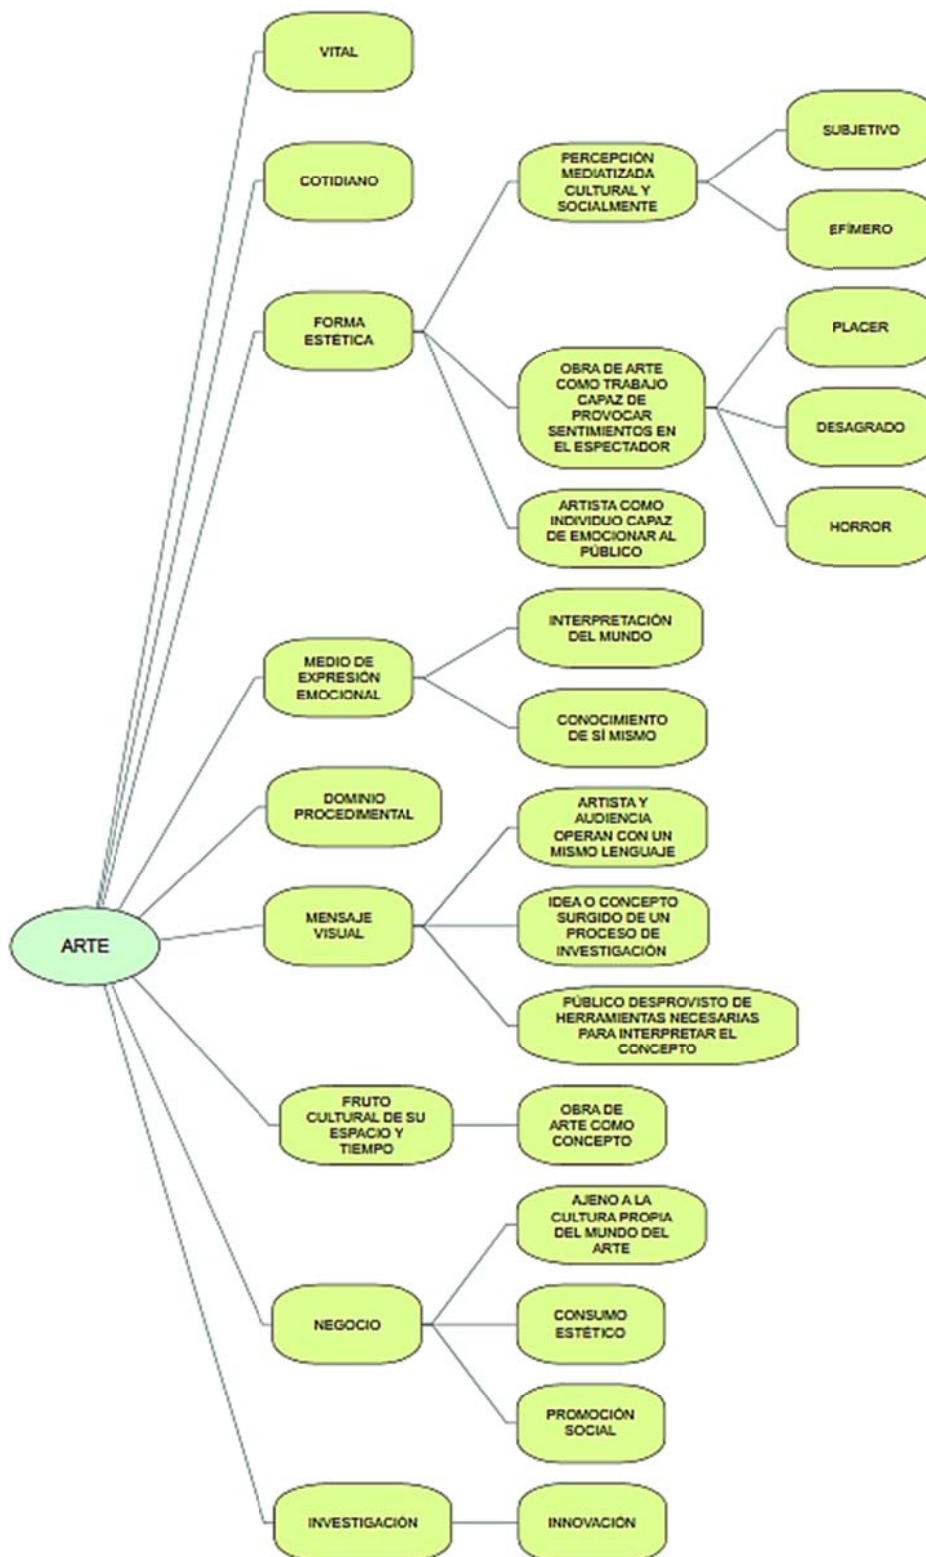 VITAL
COTIDIANO
FORMA
ESTÉTICA
PERCEPCIÓN
MEDIATIZADA
CULTURAL Y
SOCIALMENTE
SUBJETIVO
EFÍMERO
OBRA DE ARTE
COMO TRABAJO
CAPAZ DE
PROVOCAR
SENTIMIENTOS EN
EL ESPECTADOR
PLACER
DESAGRADO
HORROR
ARTISTA COMO
INDIVIDUO CAPAZ
DE EMOCIONAR AL
PÚBLICO
MEDIO DE
EXPRESIÓN
EMOCIONAL
INTERPRETACIÓN
DEL MUNDO
CONOCIMIENTO
DE SÍ MISMO
DOMINIO
PROCEDIMENTAL
ARTE
MENSAJE
VISUAL
ARTISTA Y
AUDIENCIA
OPERAN CON UN
MISMO LENGUAJE
IDEA O CONCEPTO
SURGIDO DE UN
PROCESO DE
INVESTIGACIÓN
PÚBLICO DESPROVISTO DE
HERRAMIENTAS NECESARIAS
PARA INTERPRETAR EL
CONCEPTO
FRUTO
CULTURAL DE SU
ESPACIO Y
TIEMPO
OBRA DE
ARTE COMO
CONCEPTO
NEGOCIO
AJENO A LA
CULTURA PROPIA
DEL MUNDO DEL
ARTE
CONSUMO
ESTÉTICO
PROMOCIÓN
SOCIAL
INVESTIGACIÓN
INNOVACIÓN